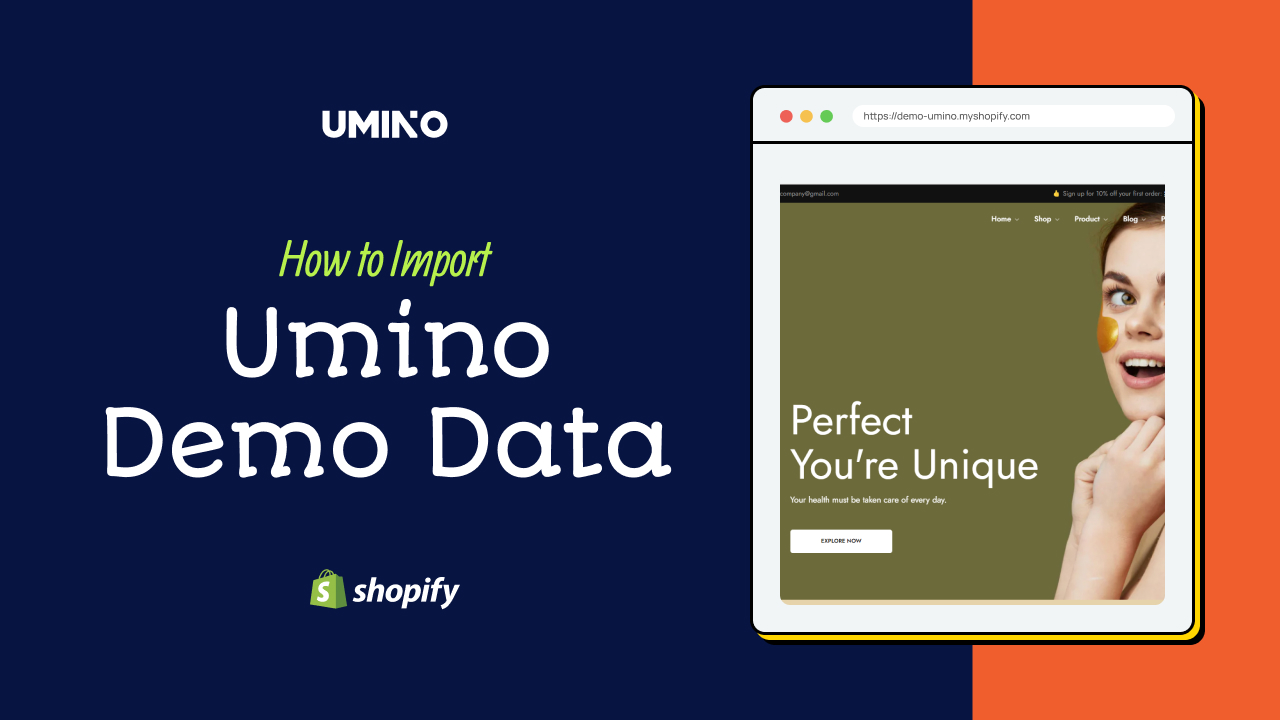 UMINO
How to Import
Umino
Demo Data
shopify
https://demo-umino.myshopify.com
company@gmail.com
👍 Sign up for 10% off your first order:
Home Shop Product Blog P
Perfect
You're Unique
Your health must be taken care of every day.
EXPLORE NOW